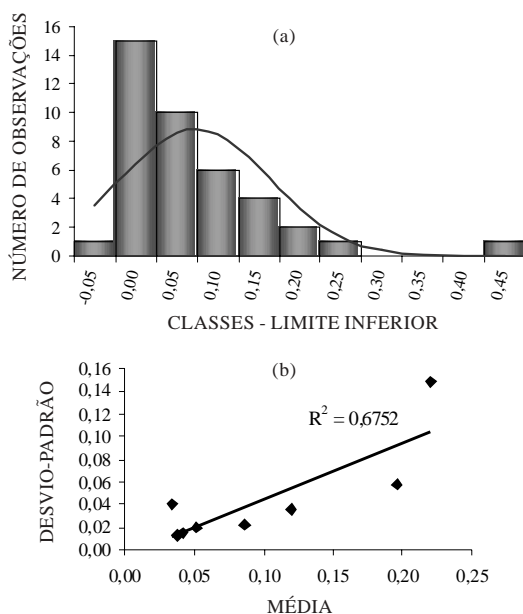 (a)
NÚMERO DE OBSERVAÇÕES
16
14
12
10
8
6
4
2
0
-0,05 0,00 0,05 0,10 0,15 0,20 0,25 0,30 0,35 0,40 0,45
CLASSES - LIMITE INFERIOR
(b)
DESVIO-PADRÃO
0,16
0,14
0,12
0,10
0,08
0,06
0,04
0,02
0,00
R² = 0,6752
0,00 0,05 0,10 0,15 0,20 0,25
MÉDIA